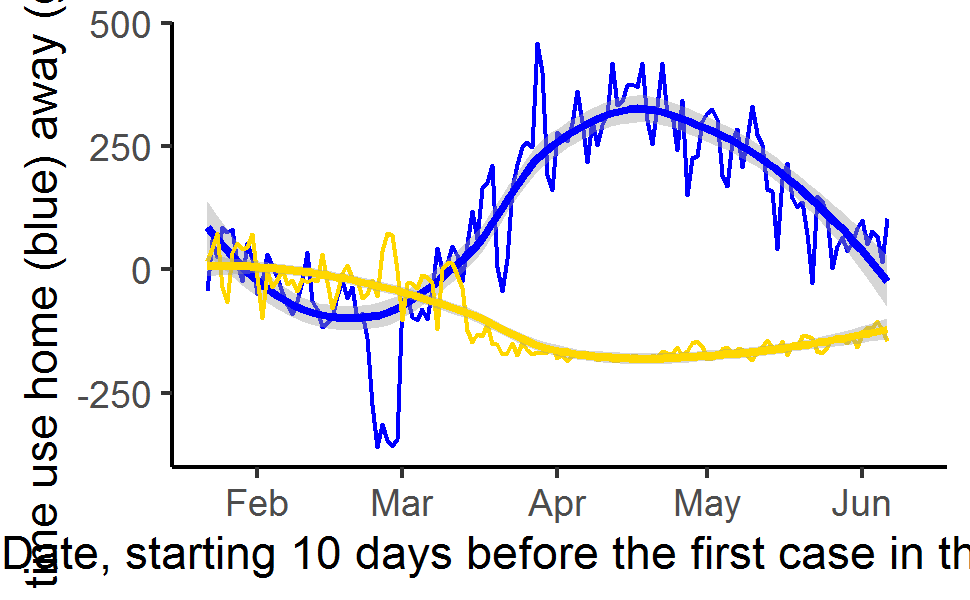 time use home (blue) away (
500
250
0
-250
Feb Mar Apr May Jun
Date, starting 10 days before the first case in th